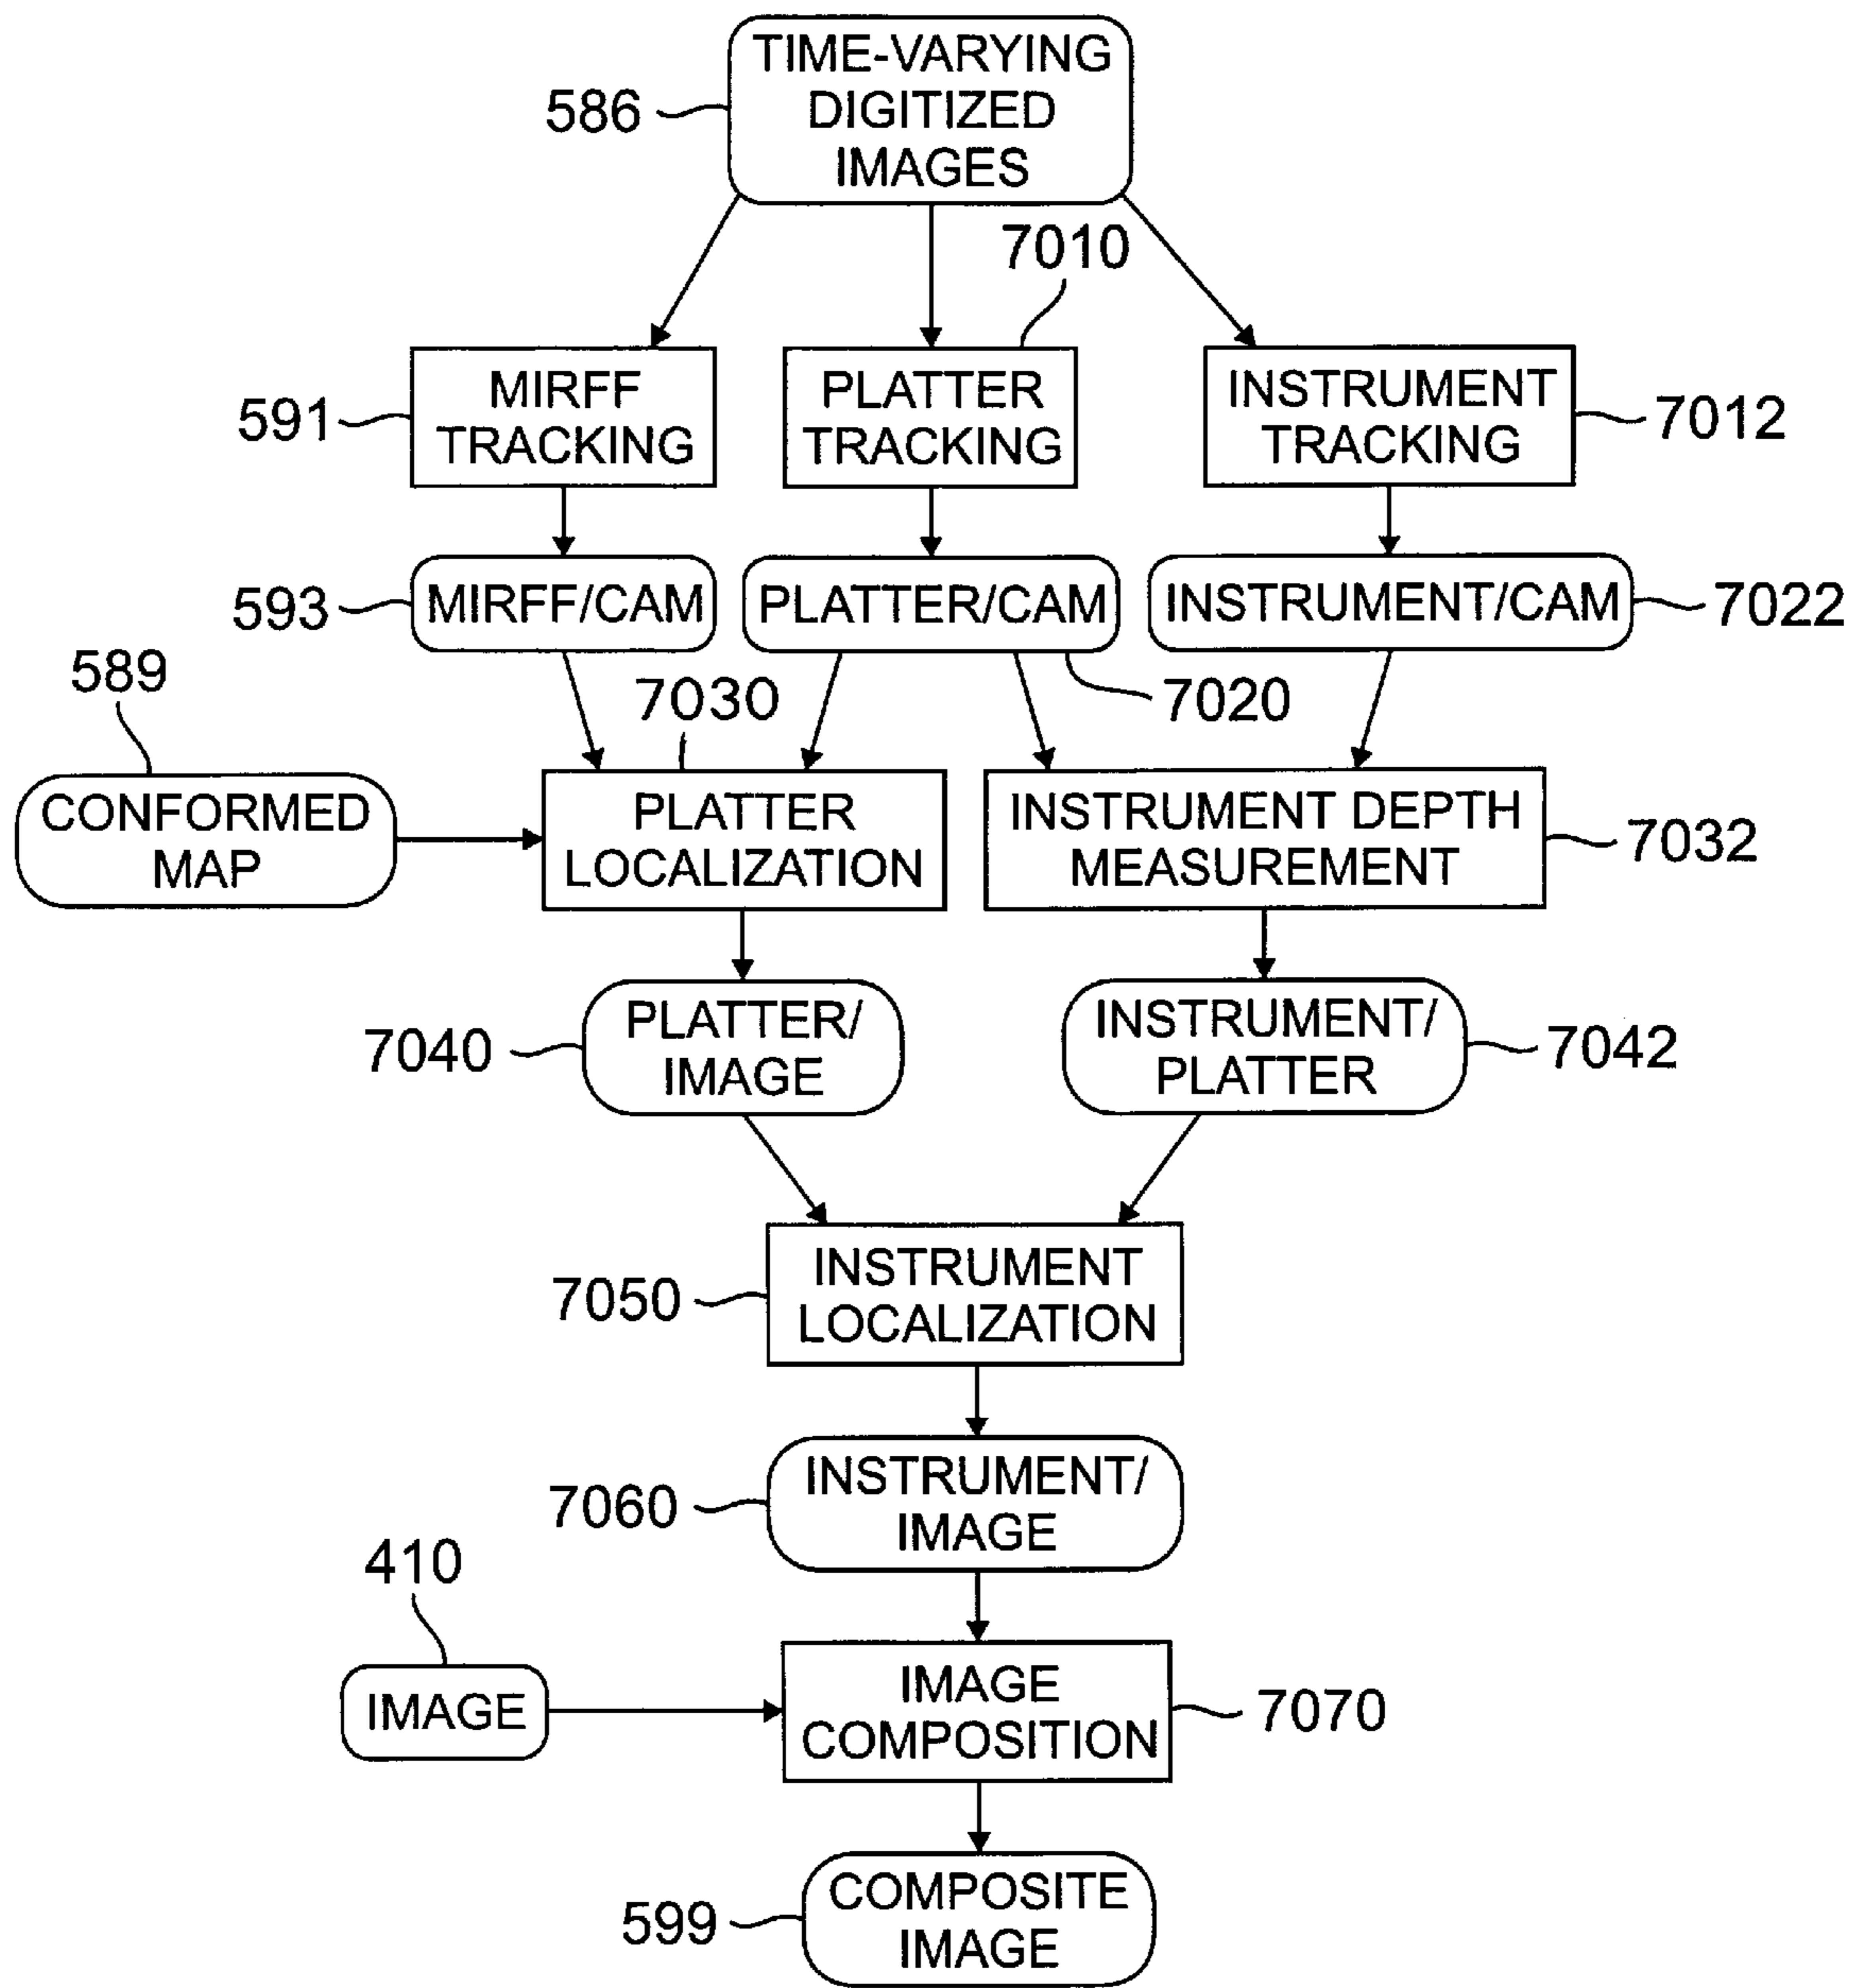 TIME-VARYING
DIGITIZED
IMAGES
586
7010
MIRFF
TRACKING
591
PLATTER
TRACKING
INSTRUMENT
TRACKING
7012
593
MIRFF/CAM
PLATTER/CAM
INSTRUMENT/CAM
7022
589
7030
7020
CONFORMED
MAP
PLATTER
LOCALIZATION
INSTRUMENT DEPTH
MEASUREMENT
7032
7040
PLATTER/
IMAGE
INSTRUMENT/
PLATTER
7042
7050
INSTRUMENT
LOCALIZATION
7060
INSTRUMENT/
IMAGE
410
IMAGE
IMAGE
COMPOSITION
7070
599
COMPOSITE
IMAGE